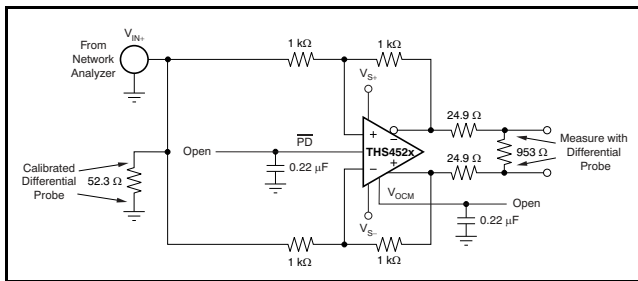 V_IN+
From
Network
Analyzer
1 kΩ
1 kΩ
V_S+
24.9 Ω
Measure with
Differential
Probe
953 Ω
24.9 Ω
PD
Open
+
−
THS452x
−
+
0.22 µF
Calibrated
Differential
Probe
52.3 Ω
V_OCM
Open
0.22 µF
V_S−
1 kΩ
1 kΩ